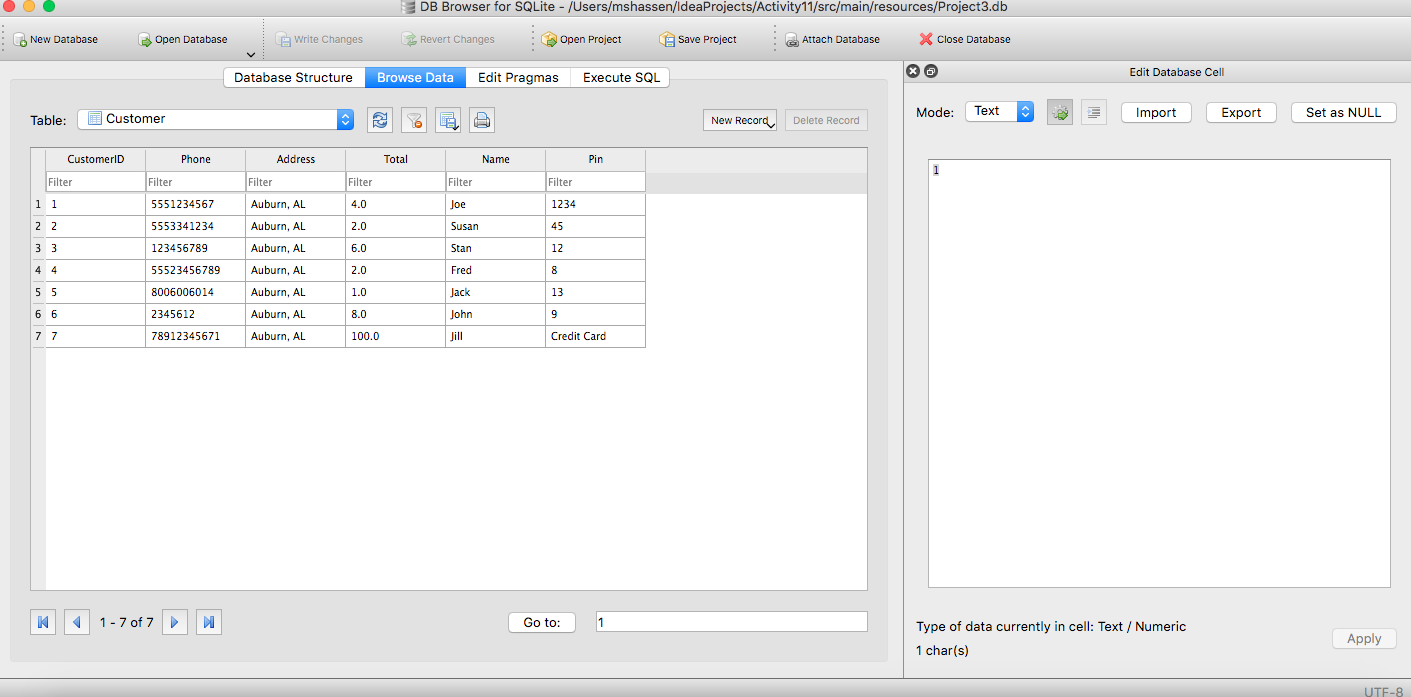 DB Browser for SQLite - /Users/mshassen/IdeaProjects/Activity11/src/main/resources/Project3.db
New Database Open Database Write Changes Revert Changes Open Project Save Project Attach Database Close Database
Database Structure Browse Data Edit Pragmas Execute SQL
Table: Customer New Record Delete Record
CustomerID Phone Address Total Name Pin
Filter Filter Filter Filter Filter Filter
1 1 5551234567 Auburn, AL 4.0 Joe 1234
2 2 5553341234 Auburn, AL 2.0 Susan 45
3 3 123456789 Auburn, AL 6.0 Stan 12
4 4 55523456789 Auburn, AL 2.0 Fred 8
5 5 8006006014 Auburn, AL 1.0 Jack 13
6 6 2345612 Auburn, AL 8.0 John 9
7 7 78912345671 Auburn, AL 100.0 Jill Credit Card
1 - 7 of 7 Go to: 1
Edit Database Cell
Mode: Text Import Export Set as NULL
1
Type of data currently in cell: Text / Numeric
1 char(s)
Apply
UTF-8